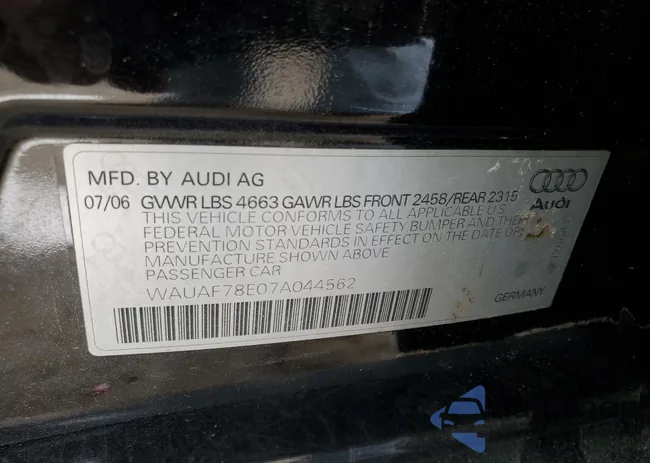 MFD. BY AUDI AG
07/06 GVWR LBS 4663 GAWR LBS FRONT 2458/REAR 2315
THIS VEHICLE CONFORMS TO ALL APPLICABLE U.S.
FEDERAL MOTOR VEHICLE SAFETY BUMPER AND THEFT
PREVENTION STANDARDS IN EFFECT ON THE DATE OF
MANUFACTURE SHOWN ABOVE
PASSENGER CAR
WAUAF78E07A044562
Audi
GERMANY